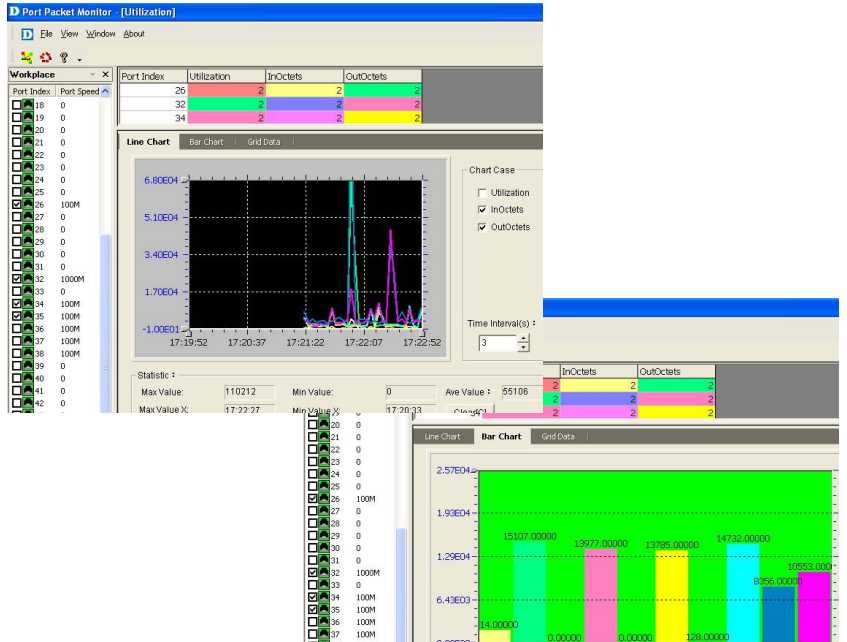 D Port Packet Monitor - [Utilization]
D File View Window About
Workplace
Port Index Port Speed
18 0
19 0
20 0
21 0
22 0
23 0
24 0
25 0
26 100M
27 0
28 0
29 0
30 0
31 0
32 1000M
33 0
34 100M
35 100M
36 100M
37 100M
38 100M
39 0
40 0
41 0
42 0
Port Index Utilization InOctets OutOctets
26 2 2 2
32 2 2 2
34 2 2 2
Line Chart Bar Chart Grid Data
6.80E04
5.10E04
3.40E04
1.70E04
-1.00E01
17:19:52 17:20:37 17:21:22 17:22:07 17:22:52
Chart Case
Utilization
InOctets
OutOctets
Time Interval(s) :
3
Statistic :
Max Value: 110212 Min Value: 0 Ave Value : 55106
Max Value X: 17:22:27 Min Value X: 17:20:33
InOctets OutOctets
2 2 2
2 2 2
2 2 2
20 0
21 0
22 0
23 0
24 0
25 0
26 100M
27 0
28 0
29 0
30 0
31 0
32 1000M
33 0
34 100M
35 100M
36 100M
37 100M
Line Chart Bar Chart Grid Data
2.57E04
1.93E04
1.29E04
6.43E03
15107.00000 13977.00000 13785.00000 14732.00000
10553.000
8356.00000
14.00000
0.00000 0.00000 128.00000